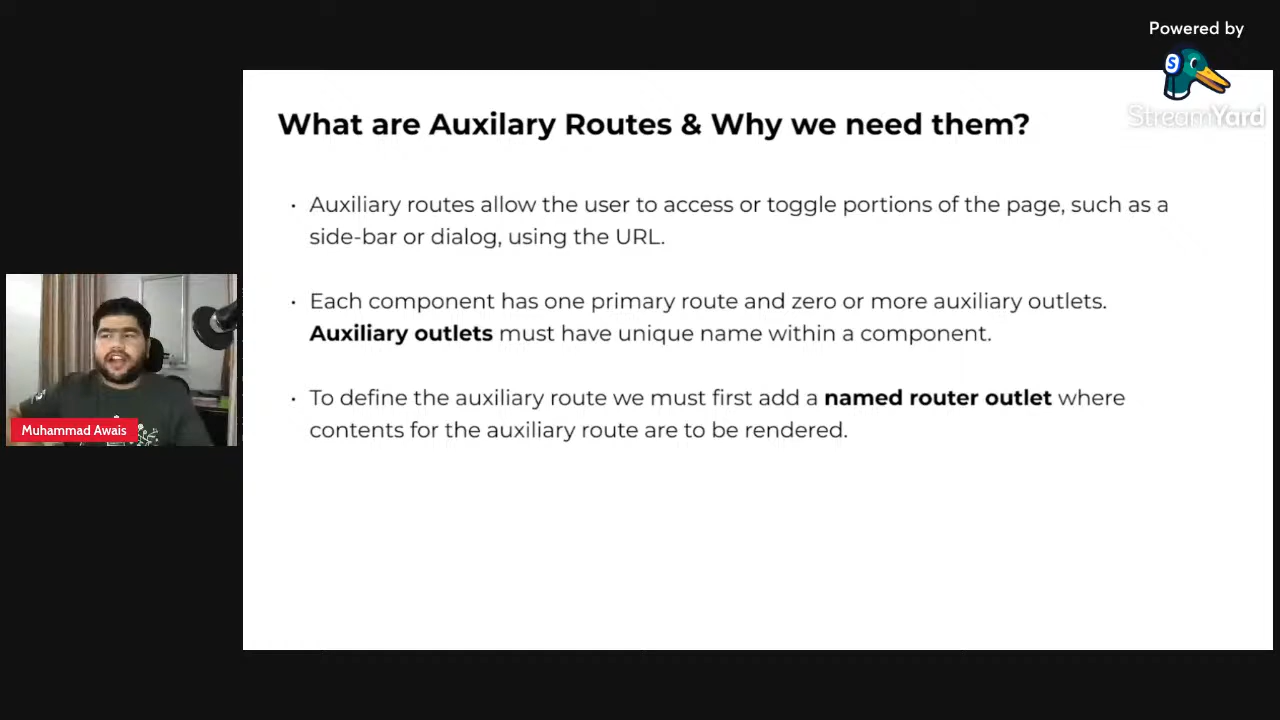 Powered by
StreamYard
What are Auxilary Routes & Why we need them?
• Auxiliary routes allow the user to access or toggle portions of the page, such as a
side-bar or dialog, using the URL.
• Each component has one primary route and zero or more auxiliary outlets.
Auxiliary outlets must have unique name within a component.
• To define the auxiliary route we must first add a named router outlet where
contents for the auxiliary route are to be rendered.
Muhammad Awais